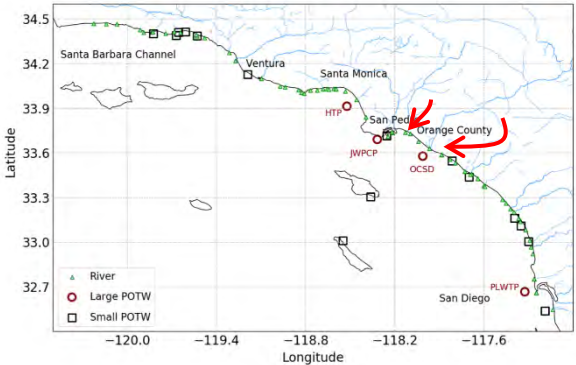 34.5
34.2
33.9
33.6
33.3
33.0
32.7
Latitude
Santa Barbara Channel
Ventura
Santa Monica
HTP
San Ped
Orange County
JWPCP
OCSD
PLWTP
San Diego
River
Large POTW
Small POTW
−120.0
−119.4
−118.8
−118.2
−117.6
Longitude